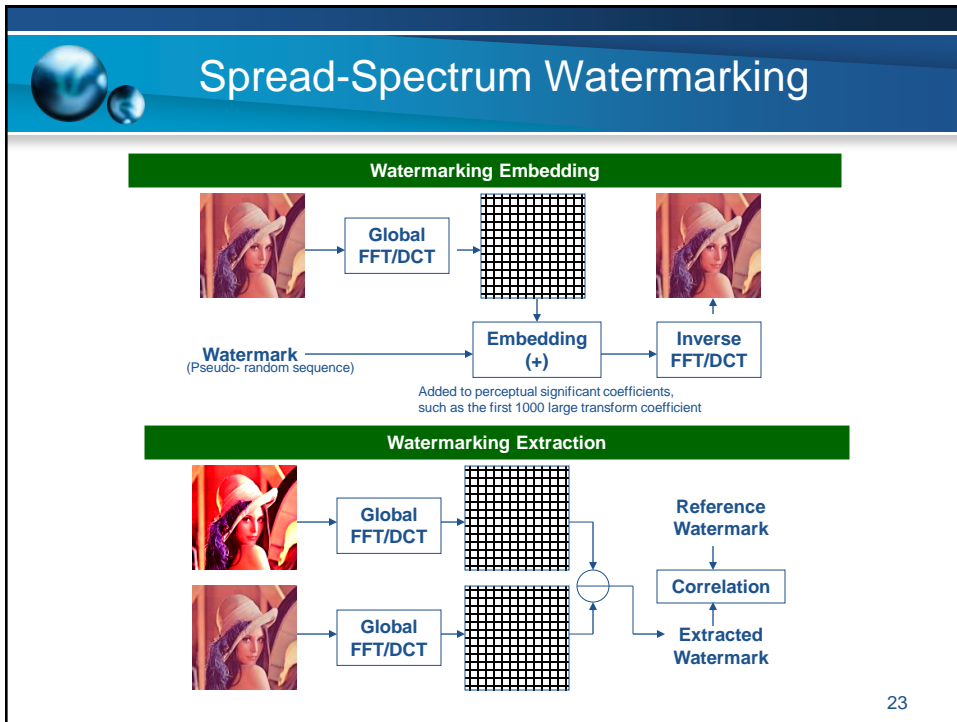 Spread-Spectrum Watermarking
Watermarking Embedding
Global
FFT/DCT
Watermark
(Pseudo- random sequence)
Embedding
(+)
Inverse
FFT/DCT
Added to perceptual significant coefficients,
such as the first 1000 large transform coefficient
Watermarking Extraction
Global
FFT/DCT
Reference
Watermark
Correlation
Global
FFT/DCT
Extracted
Watermark
23